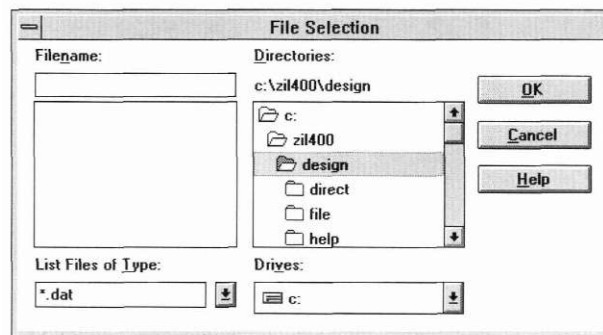 File Selection
Filename:
Directories:
c:\zil400\design
c:
zil400
design
direct
file
help
List Files of Type:
*.dat
Drives:
c:
OK
Cancel
Help